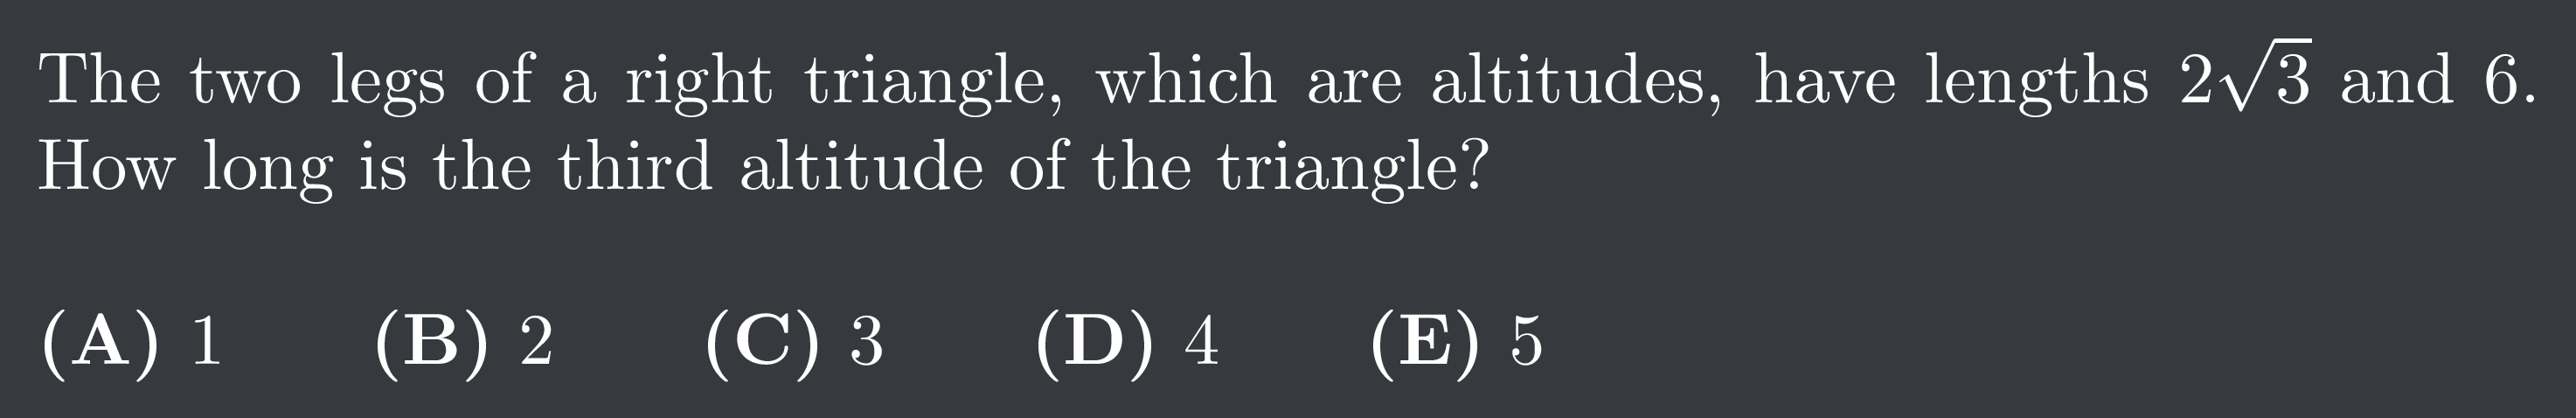 The two legs of a right triangle, which are altitudes, have lengths 2√3 and 6.
How long is the third altitude of the triangle?
(A) 1 (B) 2 (C) 3 (D) 4 (E) 5